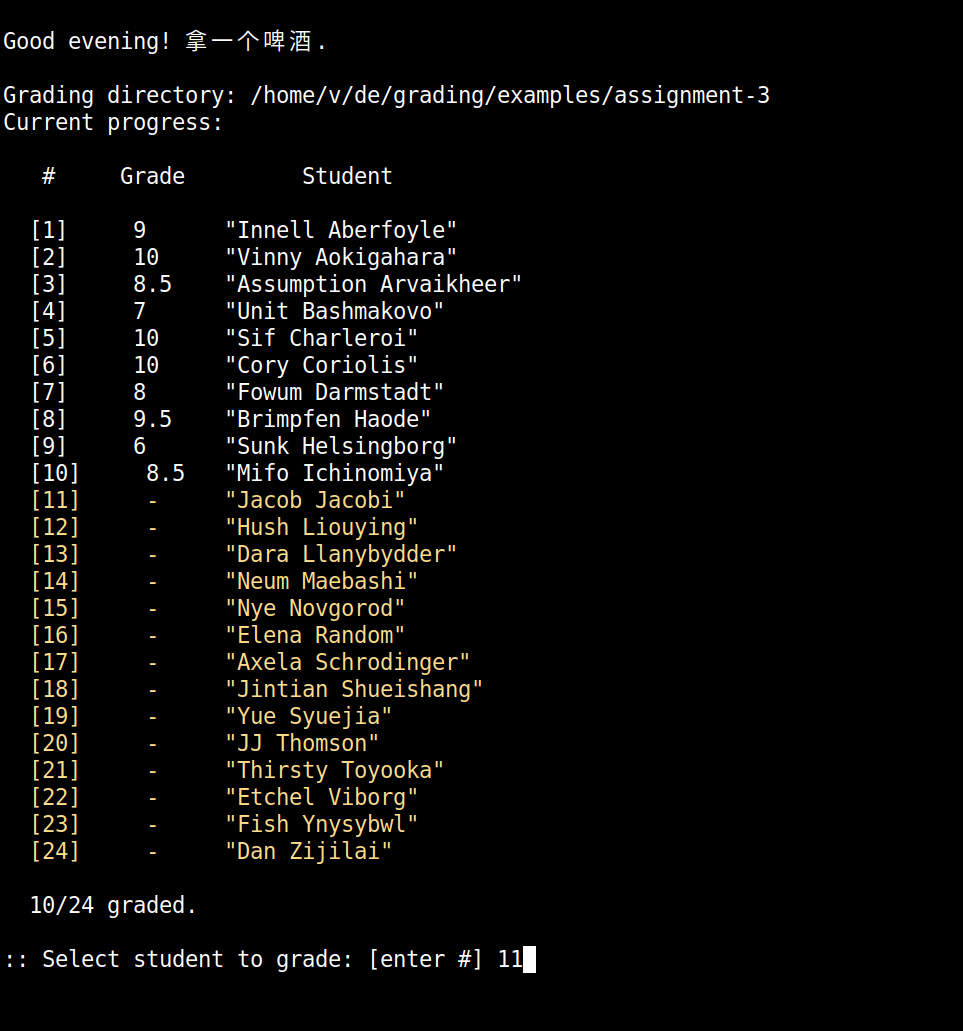 Good evening! 拿一个啤酒.
Grading directory: /home/v/de/grading/examples/assignment-3
Current progress:
# Grade Student
[1] 9 "Innell Aberfoyle"
[2] 10 "Vinny Aokigahara"
[3] 8.5 "Assumption Arvaikheer"
[4] 7 "Unit Bashmakovo"
[5] 10 "Sif Charleroi"
[6] 10 "Cory Coriolis"
[7] 8 "Fowum Darmstadt"
[8] 9.5 "Brimpfen Haode"
[9] 6 "Sunk Helsingborg"
[10] 8.5 "Mifo Ichinomiya"
[11] - "Jacob Jacobi"
[12] - "Hush Liouying"
[13] - "Dara Llanybydder"
[14] - "Neum Maebashi"
[15] - "Nye Novgorod"
[16] - "Elena Random"
[17] - "Axela Schrodinger"
[18] - "Jintian Shueishang"
[19] - "Yue Syuejia"
[20] - "JJ Thomson"
[21] - "Thirsty Toyooka"
[22] - "Etchel Viborg"
[23] - "Fish Ynysybwl"
[24] - "Dan Zijilai"
10/24 graded.
:: Select student to grade: [enter #] 11